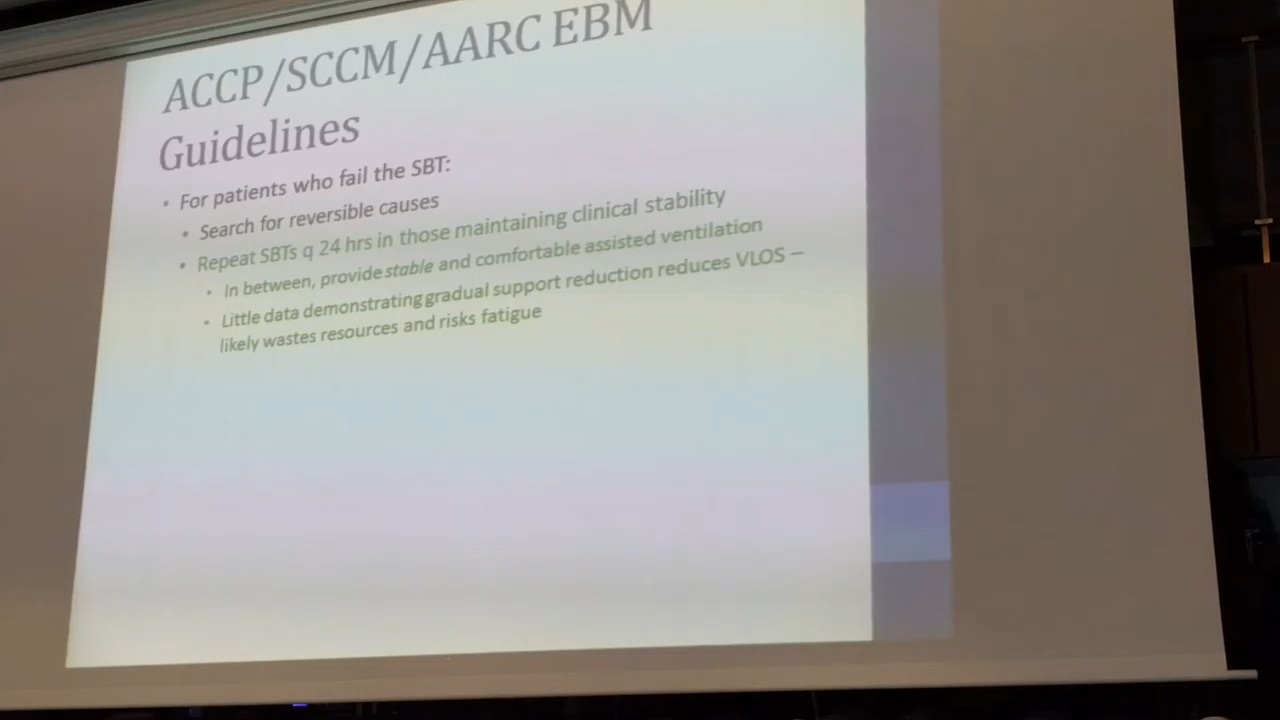 ACCP/SCCM/AARC EBM
Guidelines
• For patients who fail the SBT:
• Search for reversible causes
• Repeat SBTs q 24 hrs in those maintaining clinical stability
• In between, provide stable and comfortable assisted ventilation
• Little data demonstrating gradual support reduction reduces VLOS –
likely wastes resources and risks fatigue